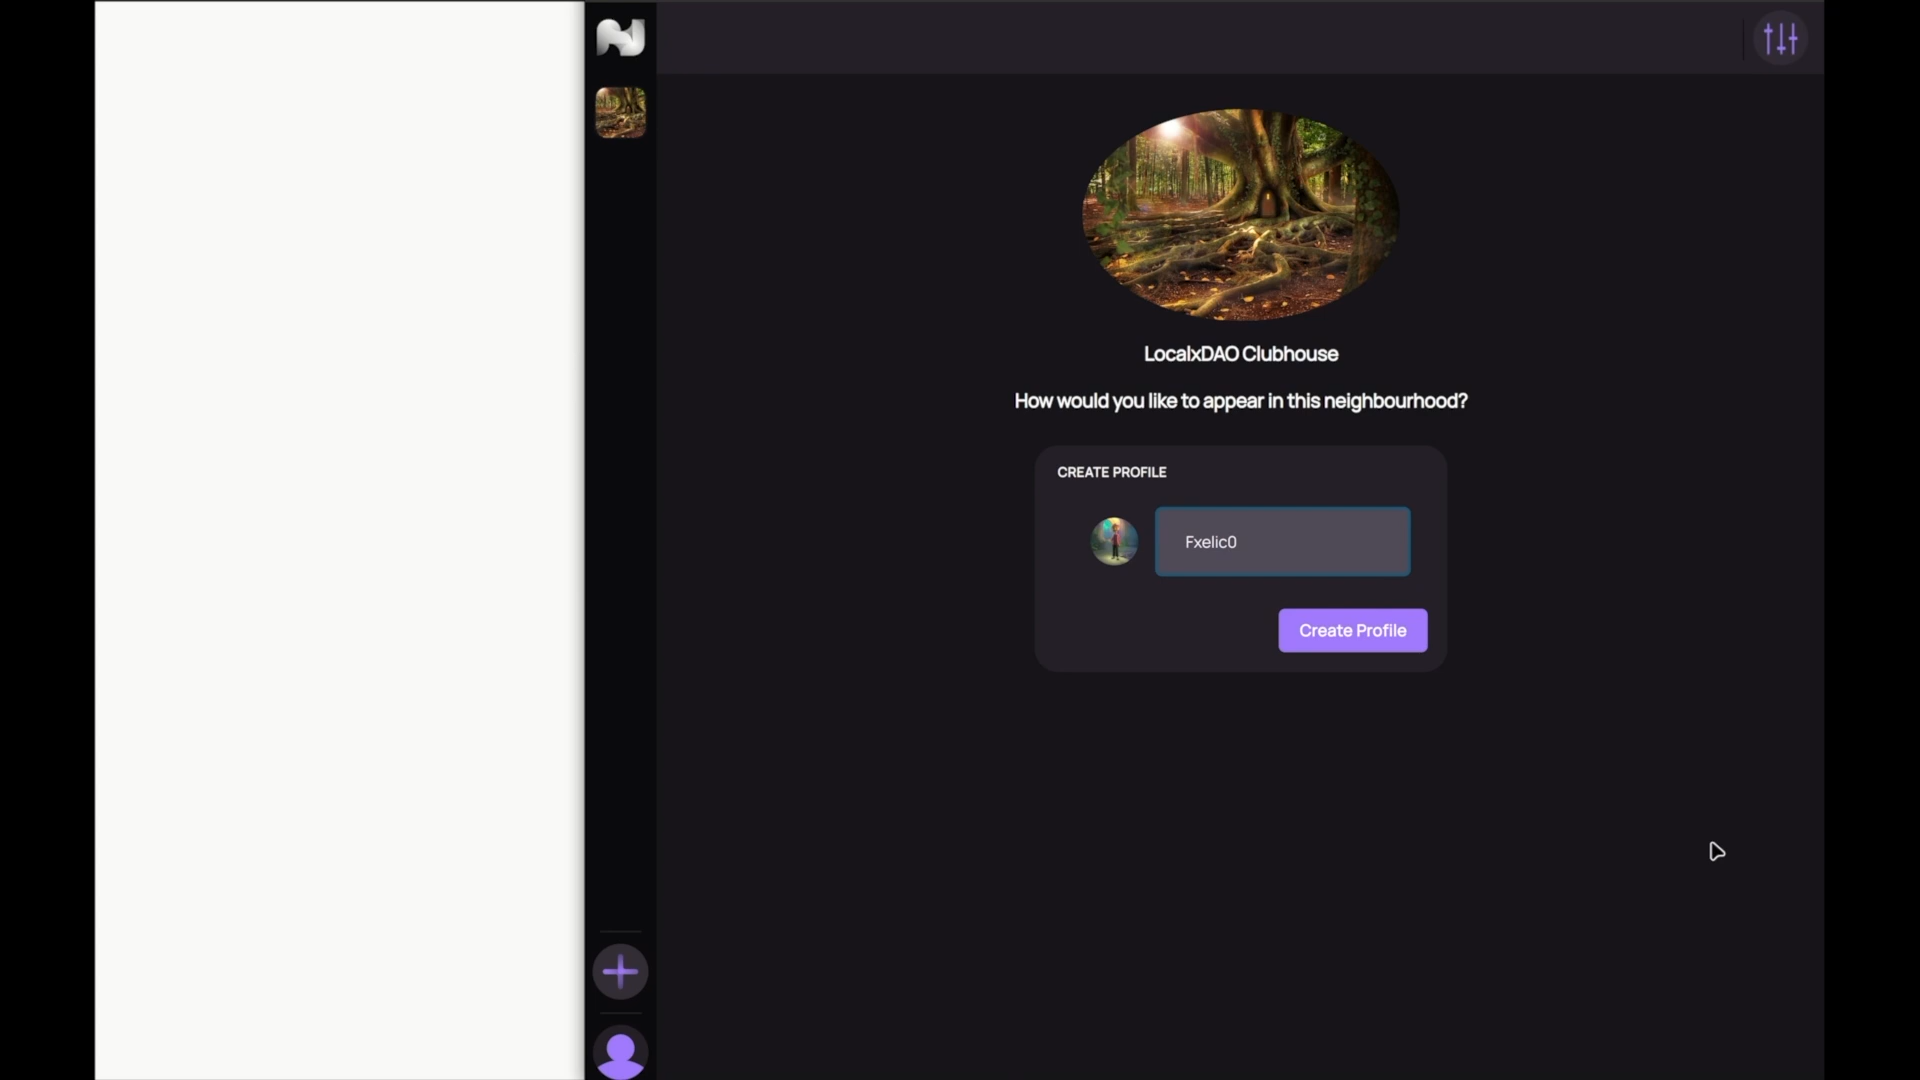 LocalxDAO Clubhouse
How would you like to appear in this neighbourhood?
CREATE PROFILE
Fxelic0
Create Profile